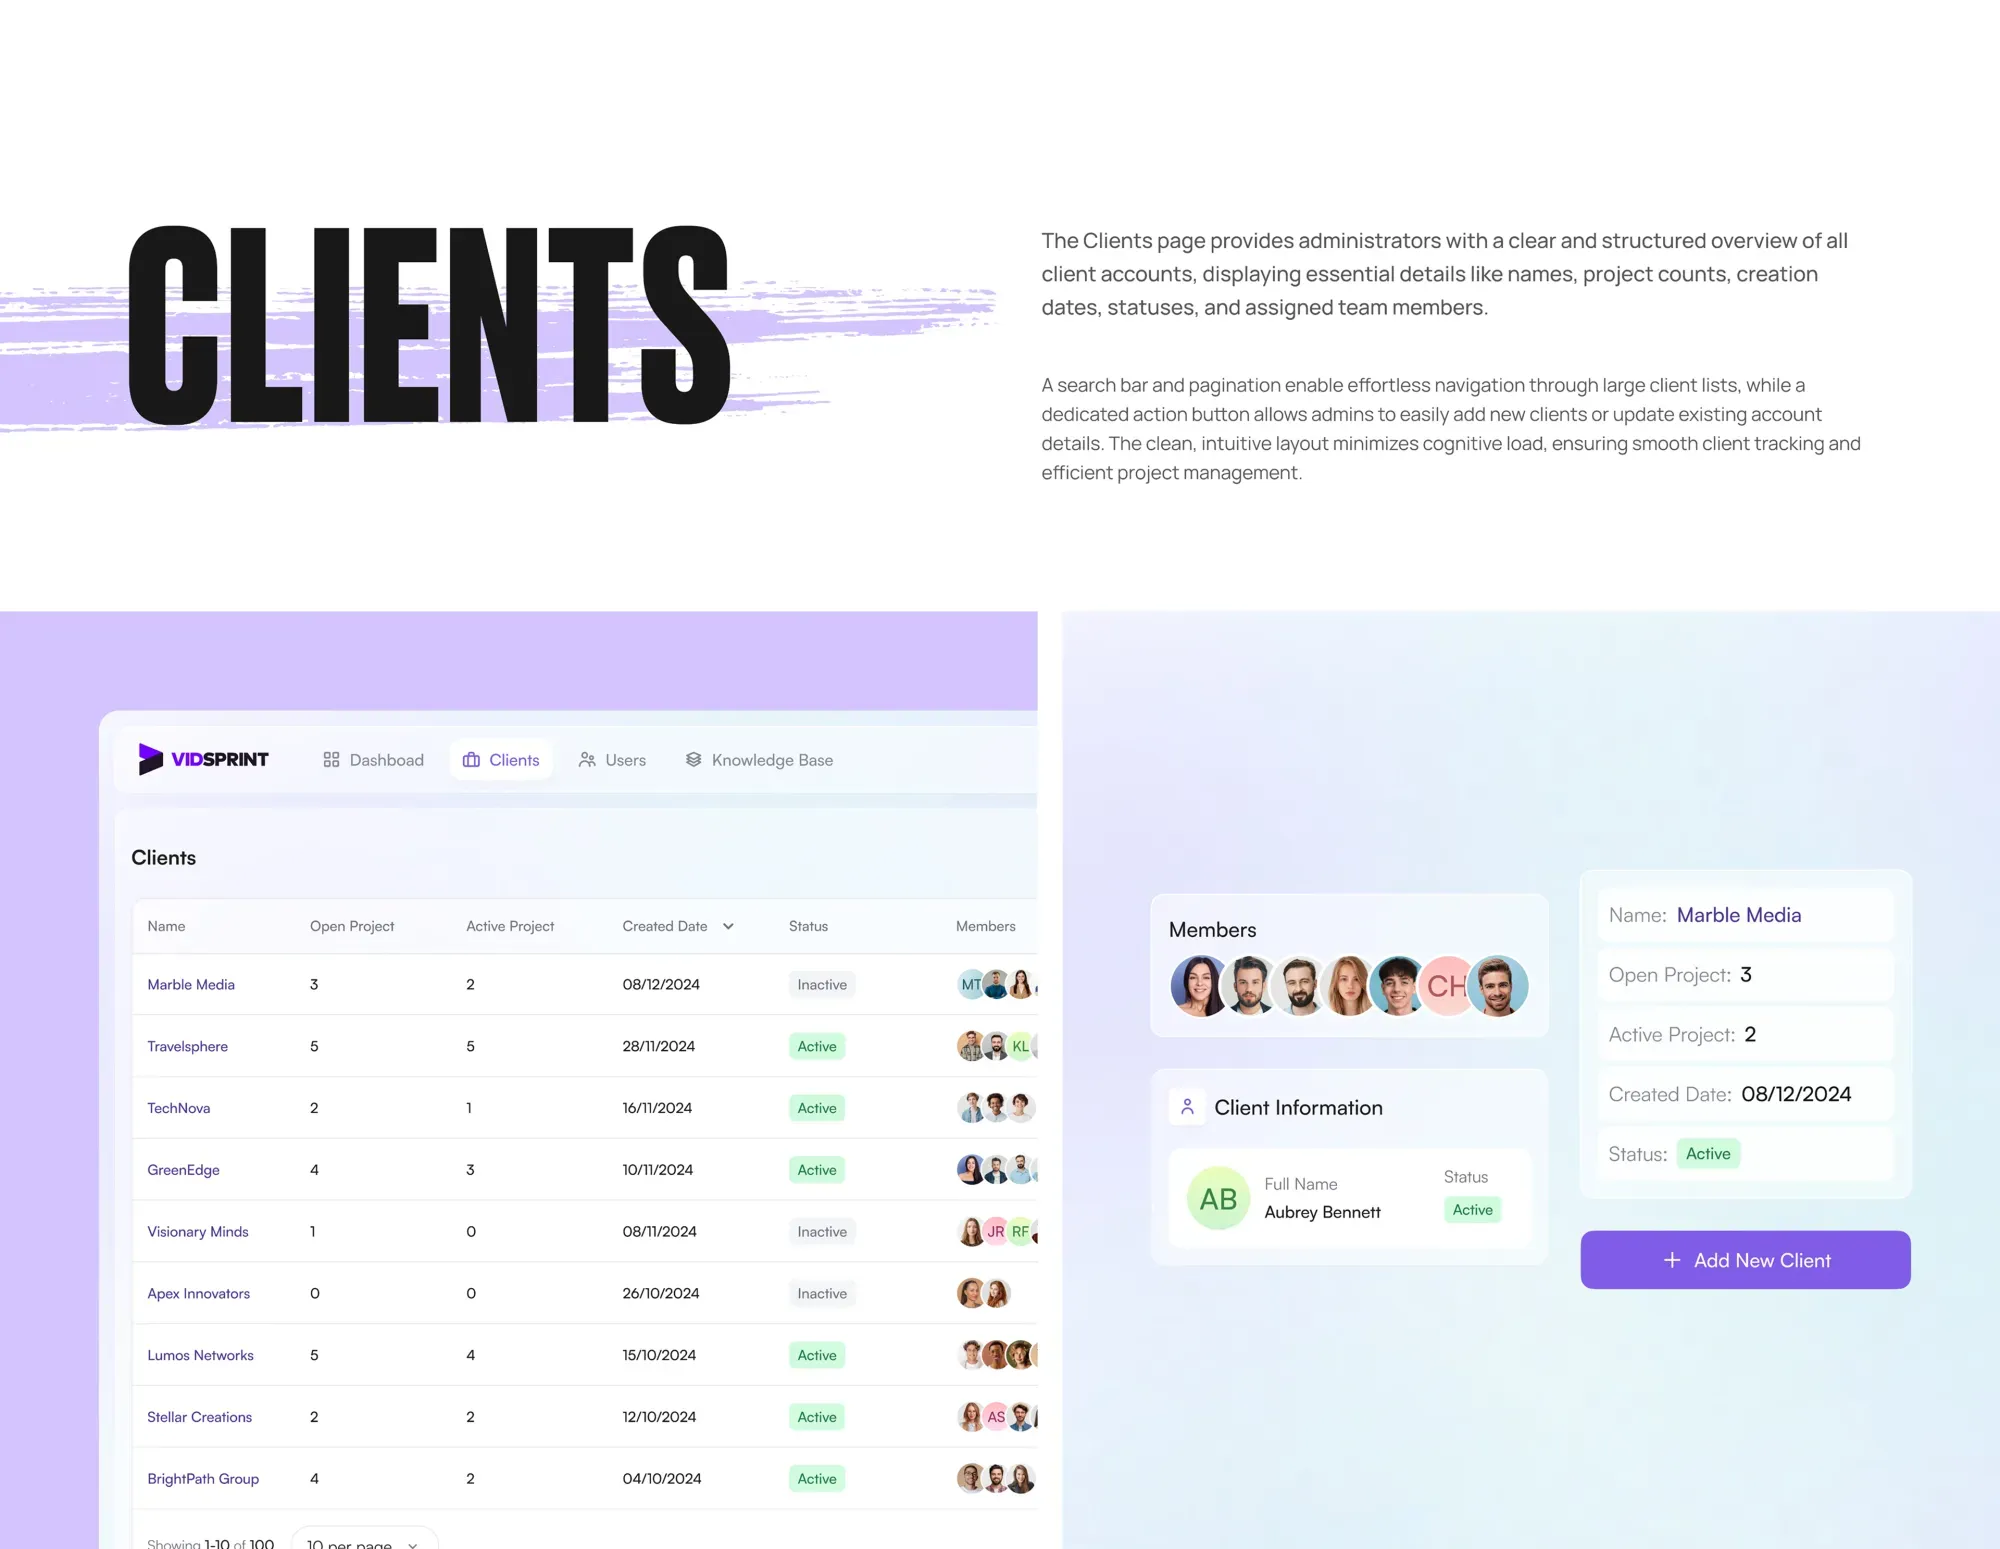 CLIENTS
The Clients page provides administrators with a clear and structured overview of all
client accounts, displaying essential details like names, project counts, creation
dates, statuses, and assigned team members.
A search bar and pagination enable effortless navigation through large client lists, while a
dedicated action button allows admins to easily add new clients or update existing account
details. The clean, intuitive layout minimizes cognitive load, ensuring smooth client tracking and
efficient project management.
VIDSPRINT Dashboad Clients Users Knowledge Base
Clients
Name Open Project Active Project Created Date Status Members
Marble Media 3 2 08/12/2024 Inactive MT
Travelsphere 5 5 28/11/2024 Active KL
TechNova 2 1 16/11/2024 Active
GreenEdge 4 3 10/11/2024 Active
Visionary Minds 1 0 08/11/2024 Inactive JR RF
Apex Innovators 0 0 26/10/2024 Inactive
Lumos Networks 5 4 15/10/2024 Active
Stellar Creations 2 2 12/10/2024 Active AS
BrightPath Group 4 2 04/10/2024 Active
Showing 1-10 of 100 10 per page
Members
CH
Client Information
AB
Full Name
Aubrey Bennett
Status
Active
Name: Marble Media
Open Project: 3
Active Project: 2
Created Date: 08/12/2024
Status: Active
+ Add New Client